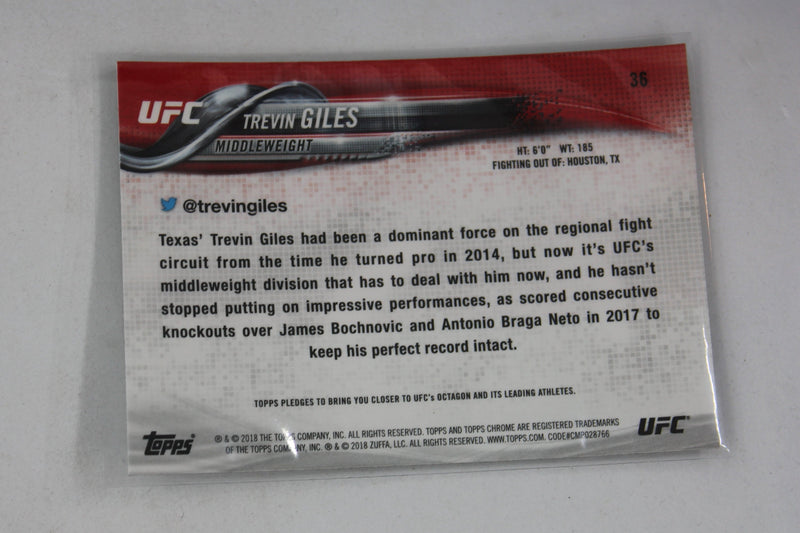 36
UFC
TREVIN GILES
MIDDLEWEIGHT
HT: 6'0" WT: 185
FIGHTING OUT OF: HOUSTON, TX
@trevingiles
Texas' Trevin Giles had been a dominant force on the regional fight
circuit from the time he turned pro in 2014, but now it's UFC's
middleweight division that has to deal with him now, and he hasn't
stopped putting on impressive performances, as scored consecutive
knockouts over James Bochnovic and Antonio Braga Neto in 2017 to
keep his perfect record intact.
TOPPS PLEDGES TO BRING YOU CLOSER TO UFC's OCTAGON AND ITS LEADING ATHLETES.
topps
® & © 2018 THE TOPPS COMPANY, INC. ALL RIGHTS RESERVED. TOPPS AND TOPPS CHROME ARE REGISTERED TRADEMARKS
OF THE TOPPS COMPANY, INC. ® & © 2018 ZUFFA, LLC. ALL RIGHTS RESERVED. WWW.TOPPS.COM. CODE#CMP028766
UFC®